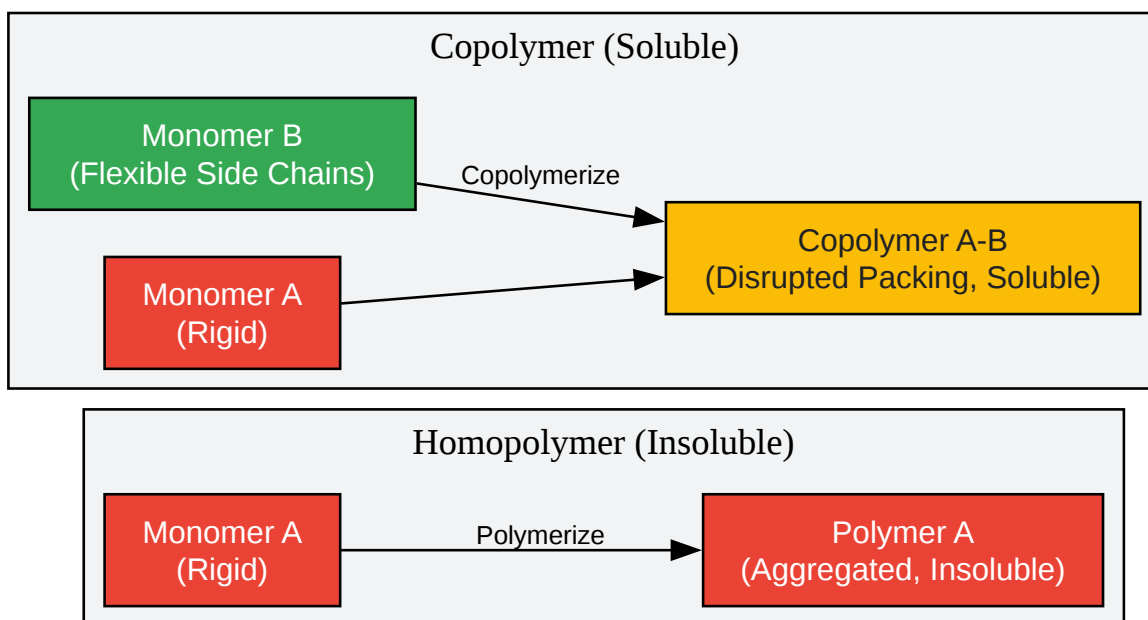 Copolymer (Soluble)
Monomer B
(Flexible Side Chains)
Copolymerize
Copolymer A-B
(Disrupted Packing, Soluble)
Monomer A
(Rigid)
Homopolymer (Insoluble)
Monomer A
(Rigid)
Polymerize
Polymer A
(Aggregated, Insoluble)